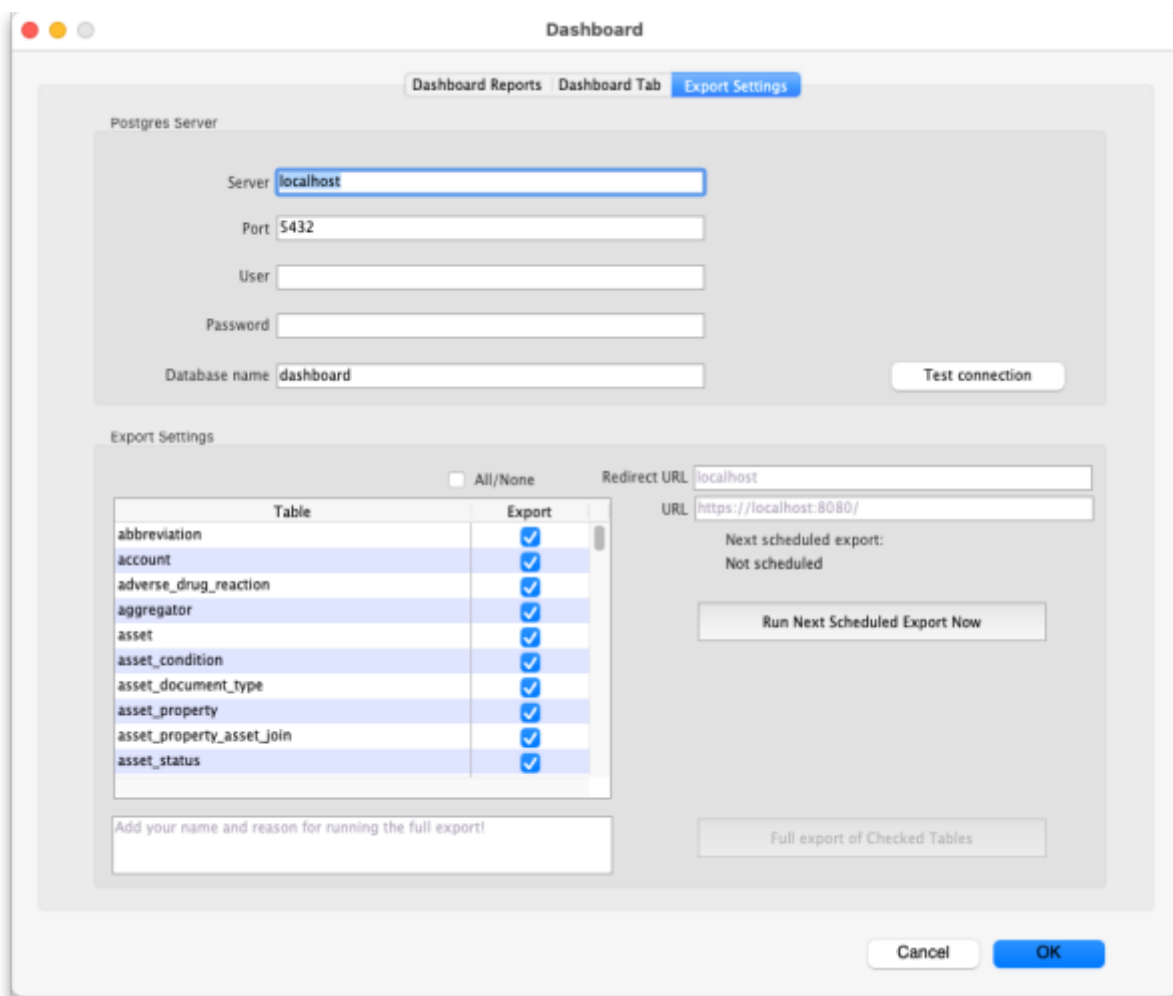 Dashboard
Dashboard Reports Dashboard Tab Export Settings
Postgres Server
Server localhost
Port 5432
User
Password
Database name dashboard
Test connection
Export Settings
All/None
Redirect URL localhost
URL https://localhost:8080/
Next scheduled export:
Not scheduled
Run Next Scheduled Export Now
Table Export
abbreviation
account
adverse_drug_reaction
aggregator
asset
asset_condition
asset_document_type
asset_property
asset_property_asset_join
asset_status
Add your name and reason for running the full export!
Full export of Checked Tables
Cancel OK